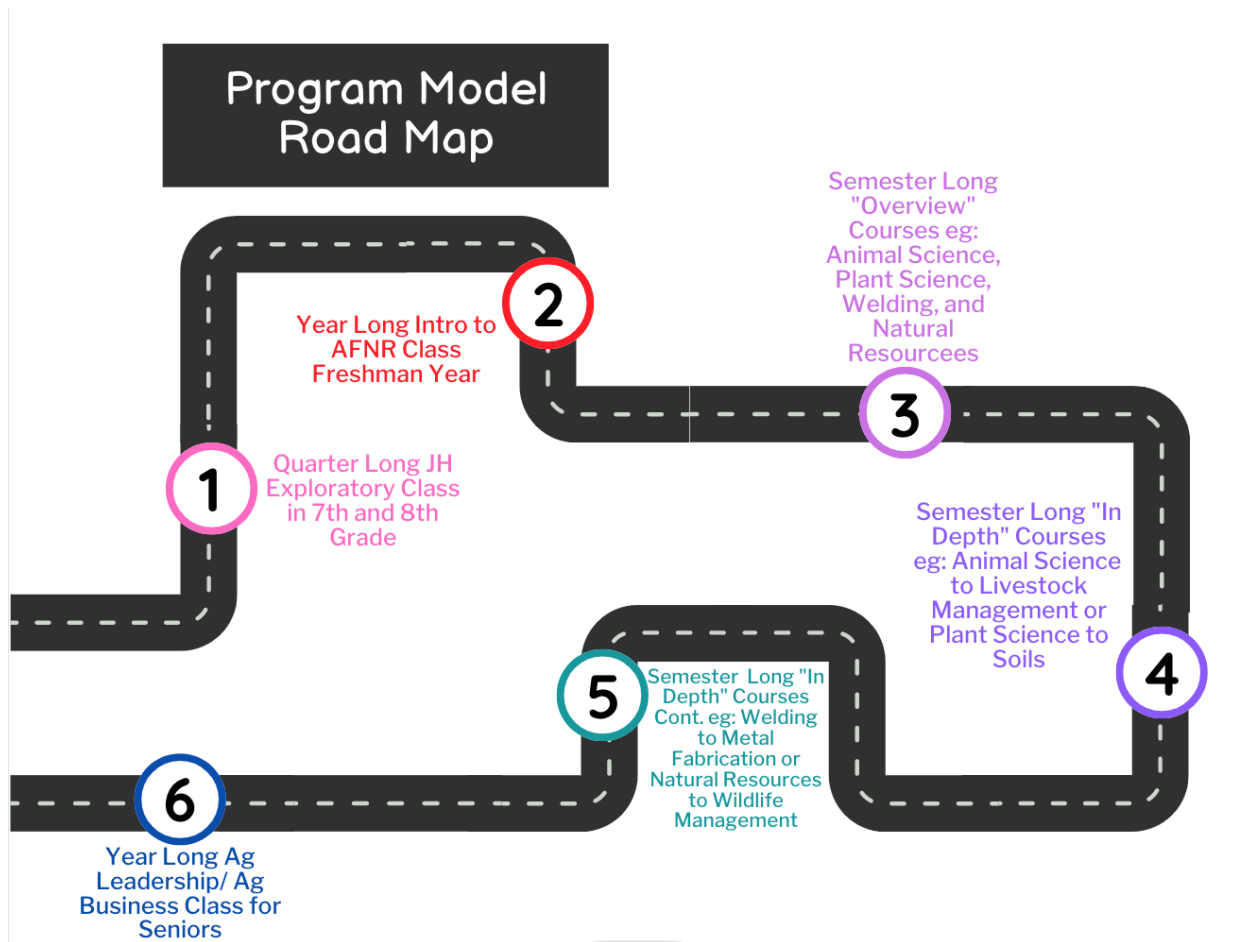 Program Model
Road Map
1
Quarter Long JH
Exploratory Class
in 7th and 8th
Grade
2
Year Long Intro to
AFNR Class
Freshman Year
3
Semester Long
"Overview"
Courses eg:
Animal Science,
Plant Science,
Welding, and
Natural
Resourcees
4
Semester Long "In
Depth" Courses
eg: Animal Science
to Livestock
Management or
Plant Science to
Soils
5
Semester Long "In
Depth" Courses
Cont. eg: Welding
to Metal
Fabrication or
Natural Resources
to Wildlife
Management
6
Year Long Ag
Leadership/ Ag
Business Class for
Seniors